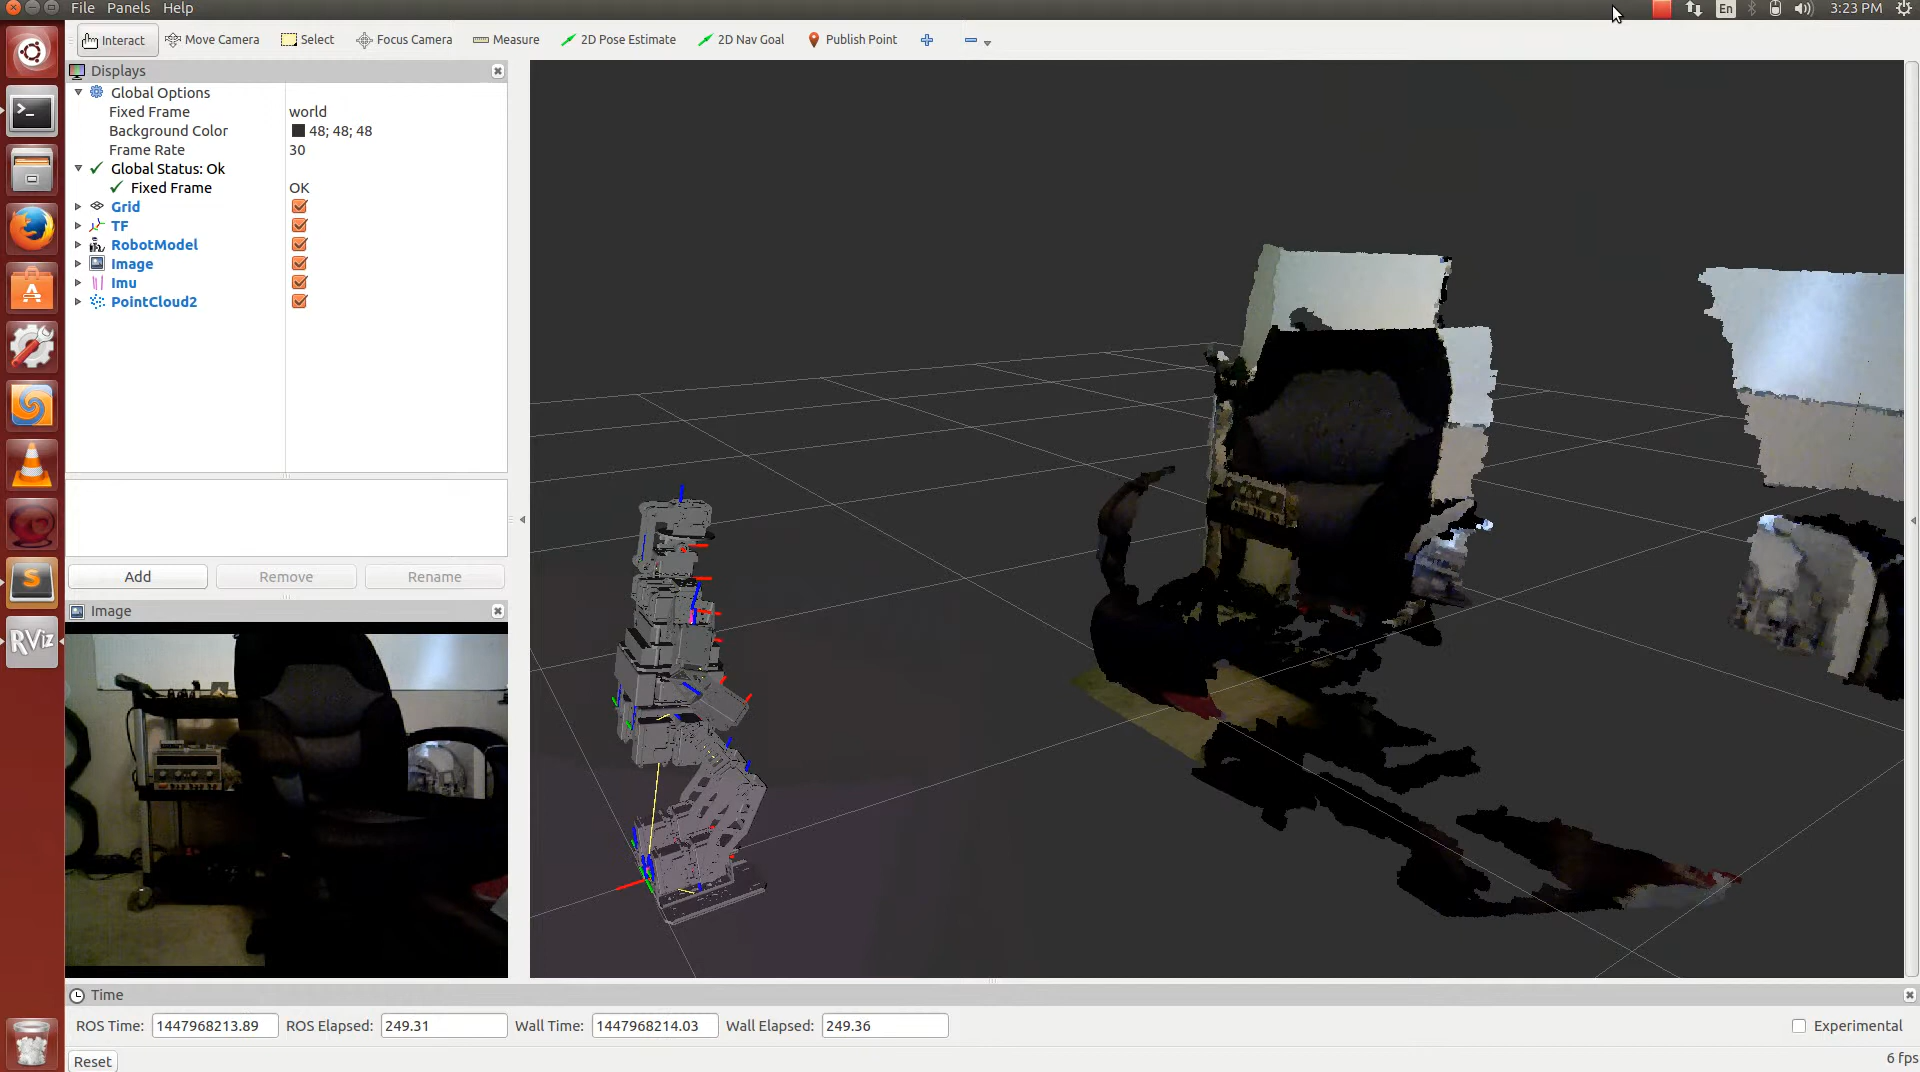 File Panels Help
En 3:23 PM
Interact Move Camera Select Focus Camera Measure 2D Pose Estimate 2D Nav Goal Publish Point
Displays
Global Options
Fixed Frame world
Background Color 48; 48; 48
Frame Rate 30
Global Status: Ok
Fixed Frame OK
Grid
TF
RobotModel
Image
Imu
PointCloud2
Add Remove Rename
Image
RViz
Time
ROS Time: 1447968213.89 ROS Elapsed: 249.31 Wall Time: 1447968214.03 Wall Elapsed: 249.36 Experimental
Reset 6 fps